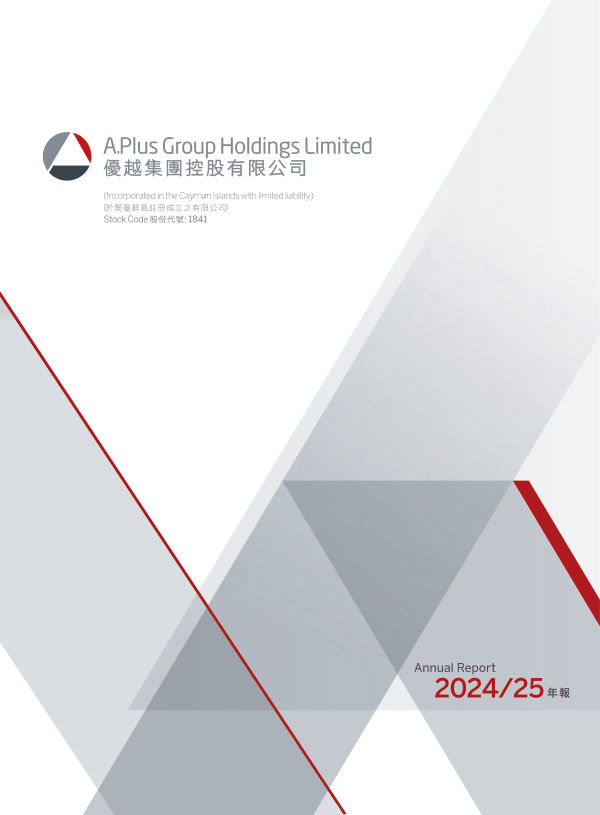 A.Plus Group Holdings Limited
優越集團控股有限公司
(Incorporated in the Cayman Islands with limited liability)
(於開曼群島註冊成立之有限公司)
Stock Code 股份代號: 1841
Annual Report
2024/25 年報